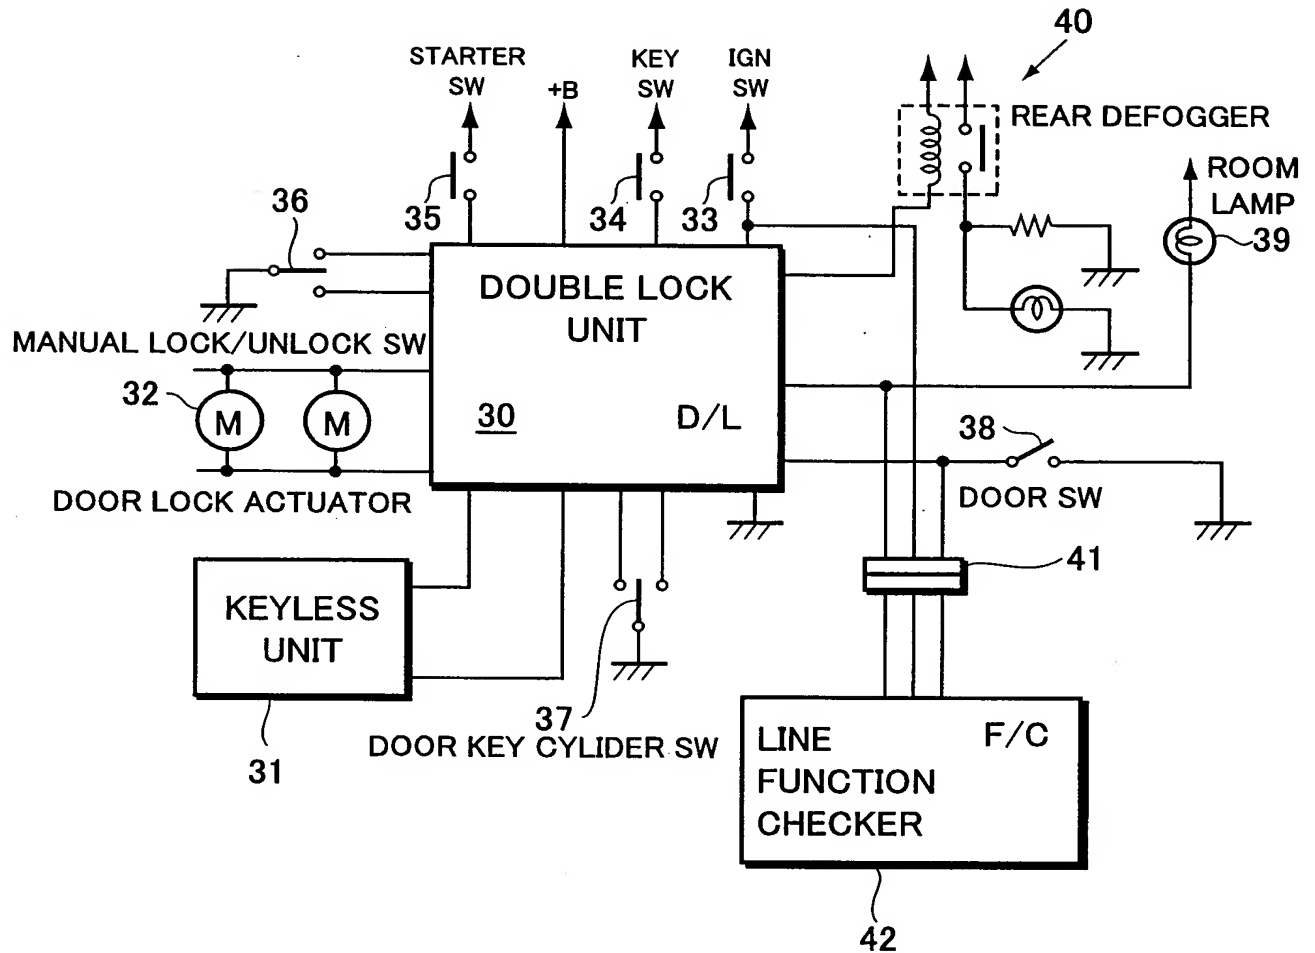 40
STARTER
SW
+B
KEY
SW
IGN
SW
REAR DEFOGGER
ROOM
LAMP
39
36
35
34
33
DOUBLE LOCK
UNIT
30
D/L
MANUAL LOCK/UNLOCK SW
32
M
M
DOOR LOCK ACTUATOR
38
DOOR SW
41
KEYLESS
UNIT
31
37
DOOR KEY CYLIDER SW
LINE
FUNCTION
CHECKER
F/C
42